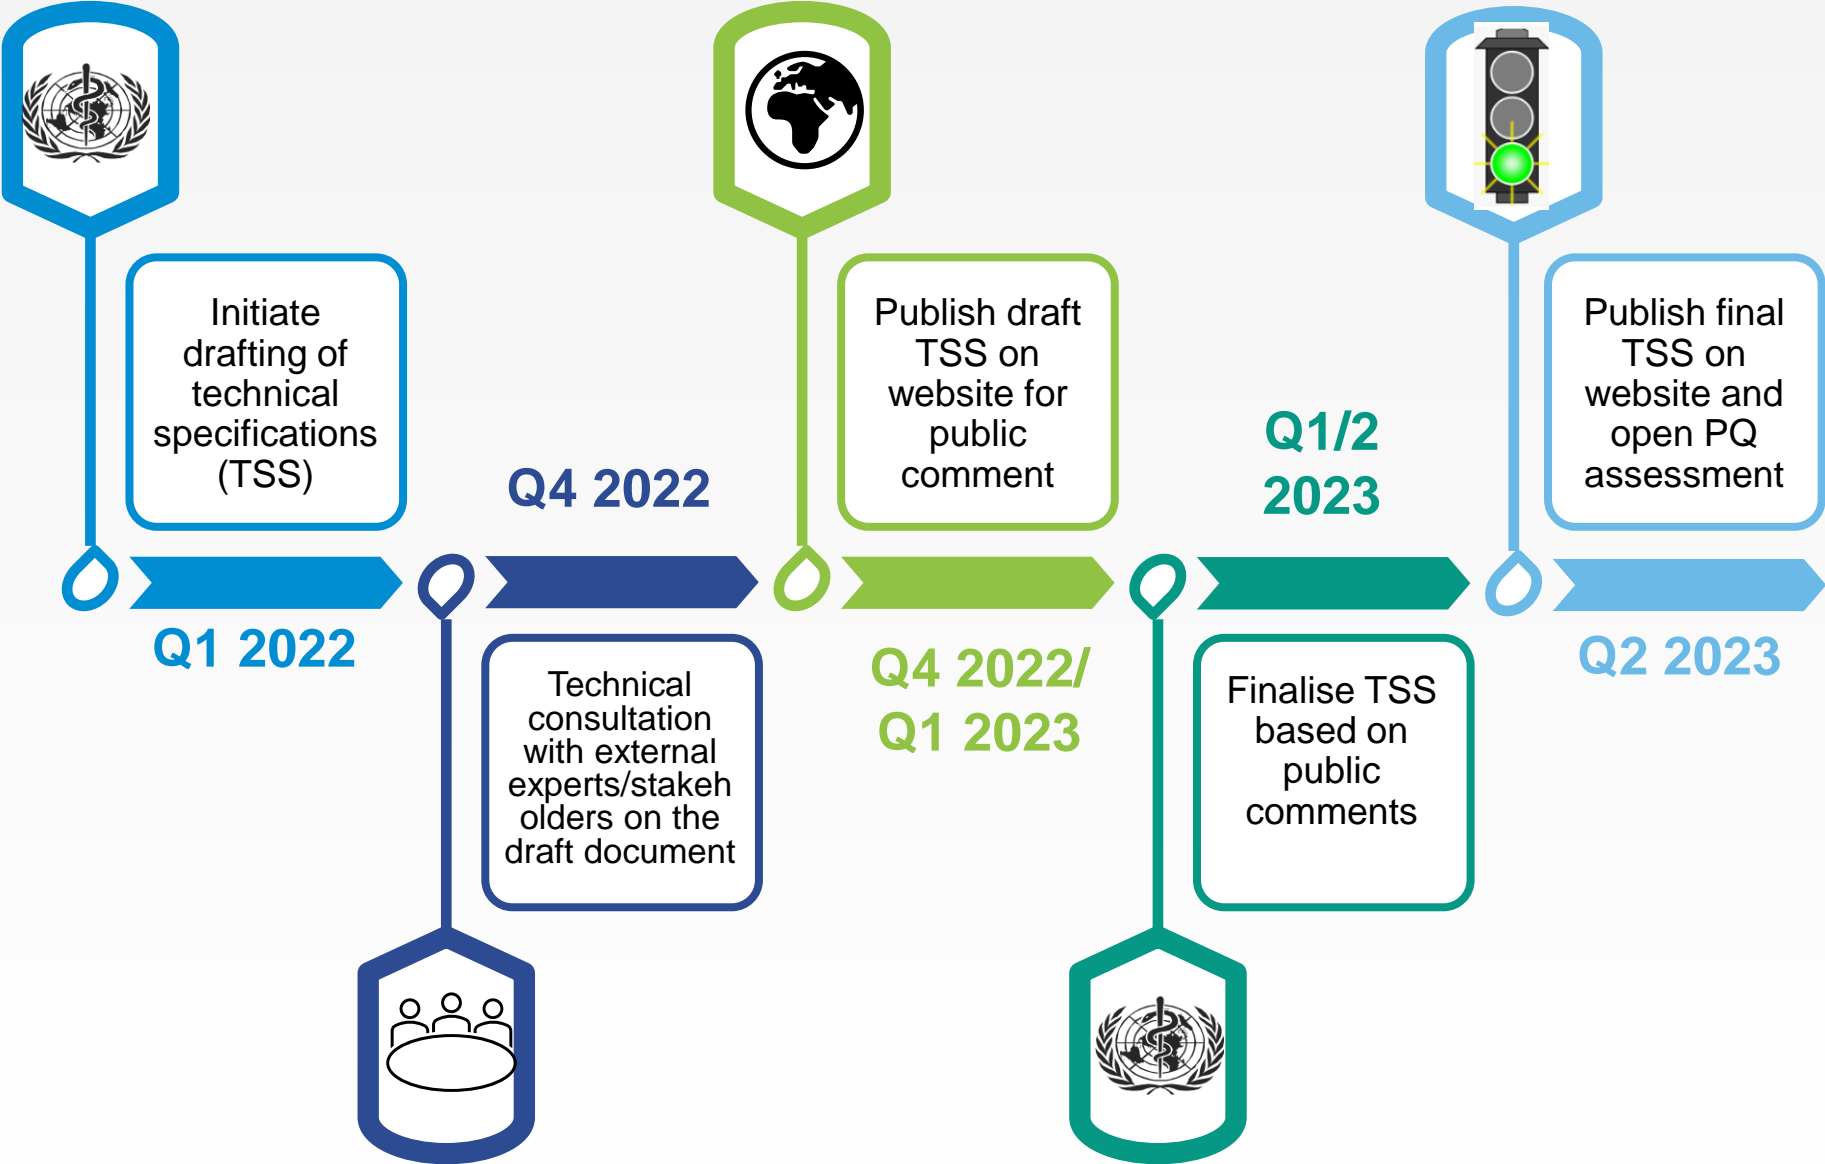 Initiate
drafting of
technical
specifications
(TSS)
Q1 2022
Q4 2022
Technical
consultation
with external
experts/stakeh
olders on the
draft document
Publish draft
TSS on
website for
public
comment
Q4 2022/
Q1 2023
Q1/2
2023
Finalise TSS
based on
public
comments
Publish final
TSS on
website and
open PQ
assessment
Q2 2023